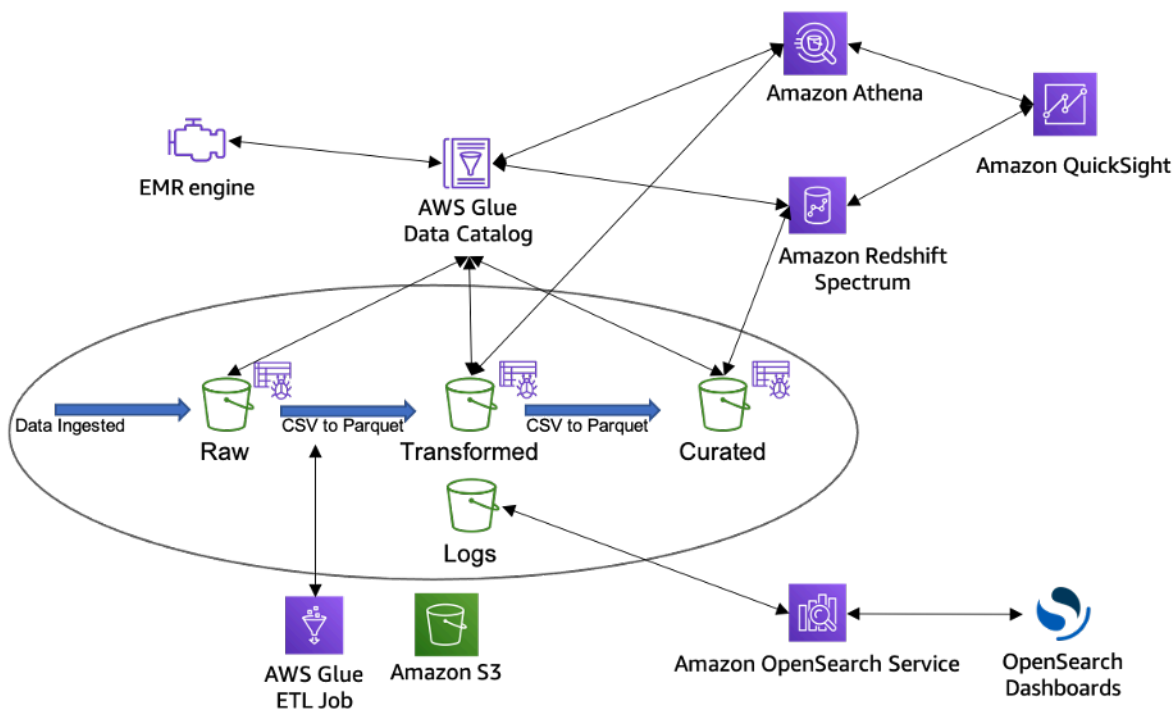 Amazon Athena
Amazon QuickSight
EMR engine
AWS Glue
Data Catalog
Amazon Redshift
Spectrum
Data Ingested
CSV to Parquet
CSV to Parquet
Raw
Transformed
Curated
Logs
AWS Glue
ETL Job
Amazon S3
Amazon OpenSearch Service
OpenSearch
Dashboards